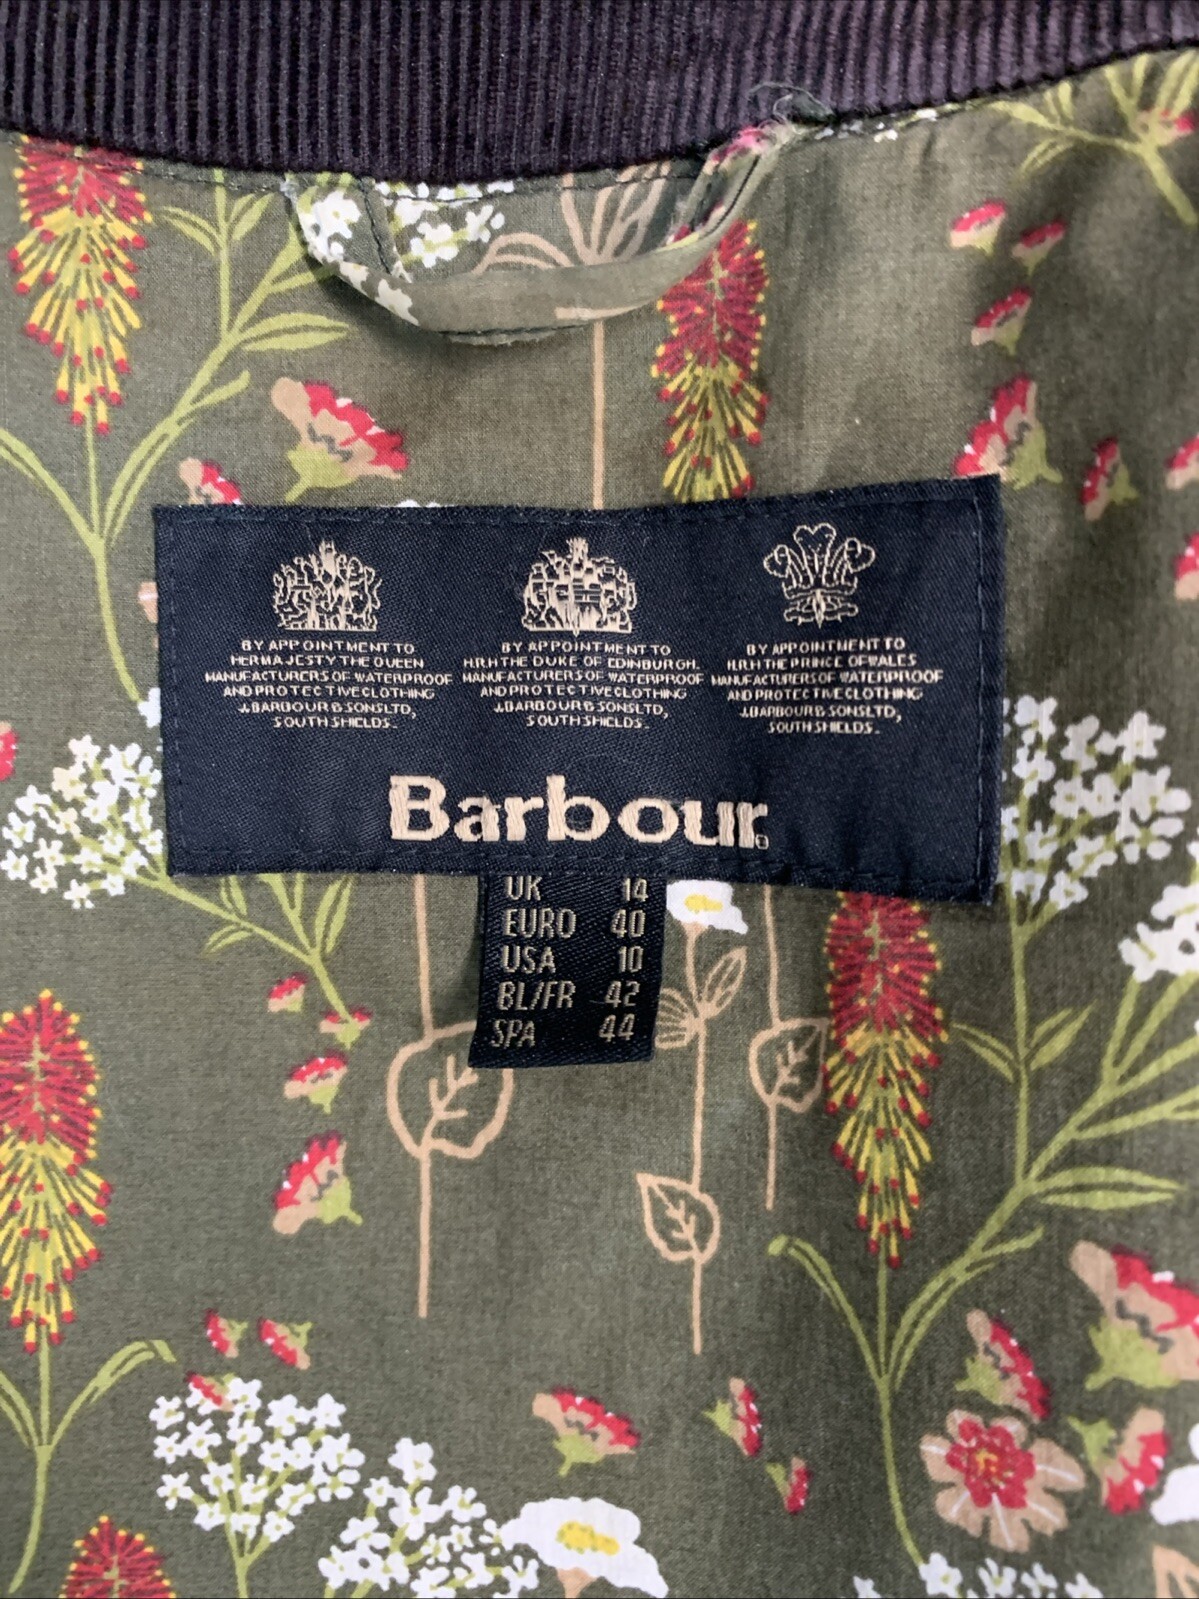 BY APPOINTMENT TO
HER MAJESTY THE QUEEN
MANUFACTURERS OF WATERPROOF
AND PROTECTIVE CLOTHING
J.BARBOUR & SONS LTD,
SOUTH SHIELDS.
BY APPOINTMENT TO
H.R.H THE DUKE OF EDINBURGH.
MANUFACTURERS OF WATERPROOF
AND PROTECTIVE CLOTHING
J.BARBOUR & SONS LTD,
SOUTH SHIELDS.
BY APPOINTMENT TO
H.R.H THE PRINCE OF WALES
MANUFACTURERS OF WATERPROOF
AND PROTECTIVE CLOTHING
J.BARBOUR & SONS LTD,
SOUTH SHIELDS.
Barbour®
UK 14
EURO 40
USA 10
BL/FR 42
SPA 44